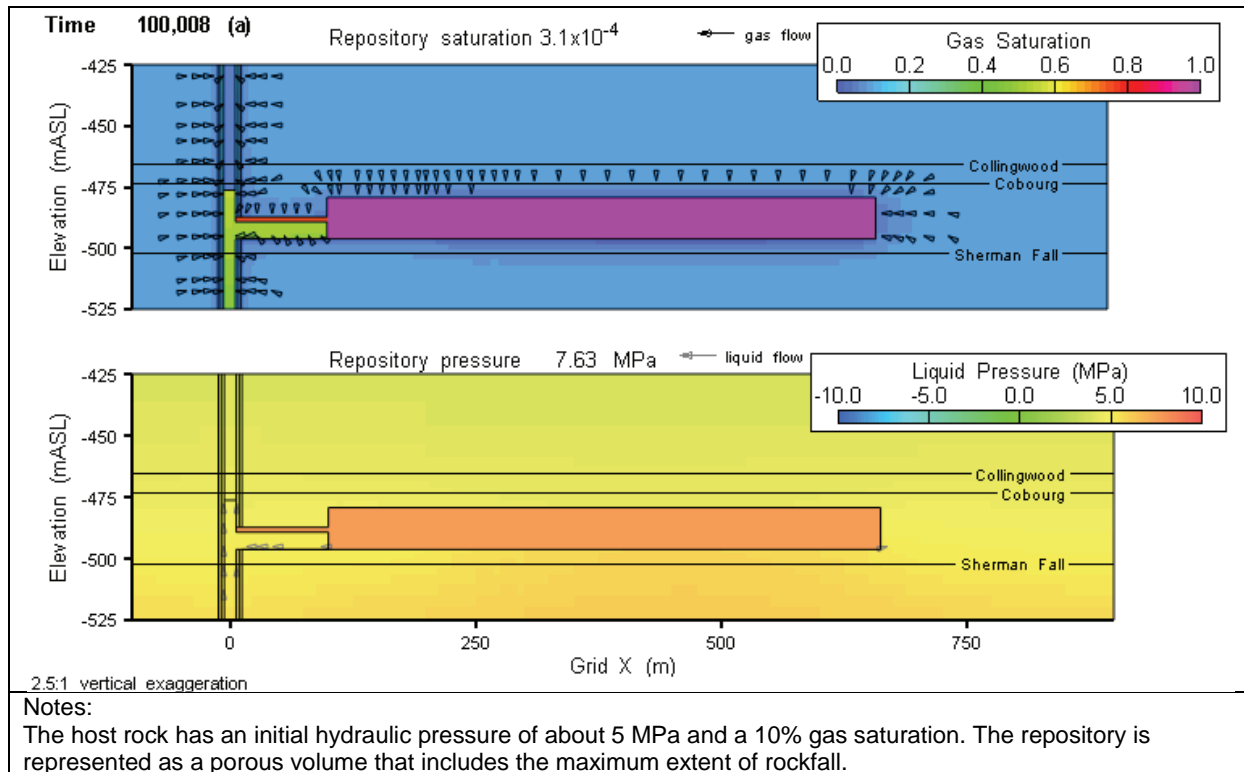 Time 100,008 (a)
Repository saturation 3.1x10-4
gas flow
Gas Saturation
0.0 0.2 0.4 0.6 0.8 1.0
-425
-450
-475
-500
-525
Elevation (mASL)
Collingwood
Cobourg
Sherman Fall
Repository pressure 7.63 MPa
liquid flow
Liquid Pressure (MPa)
-10.0 -5.0 0.0 5.0 10.0
-425
-450
-475
-500
-525
Elevation (mASL)
Collingwood
Cobourg
Sherman Fall
0 250 500 750
Grid X (m)
2.5:1 vertical exaggeration
Notes:
The host rock has an initial hydraulic pressure of about 5 MPa and a 10% gas saturation. The repository is
represented as a porous volume that includes the maximum extent of rockfall.